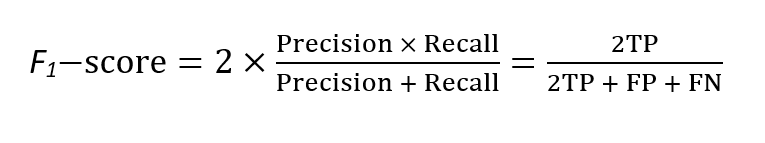 F₁−score = 2 × (Precision × Recall)/(Precision + Recall) = 2TP/(2TP + FP + FN)